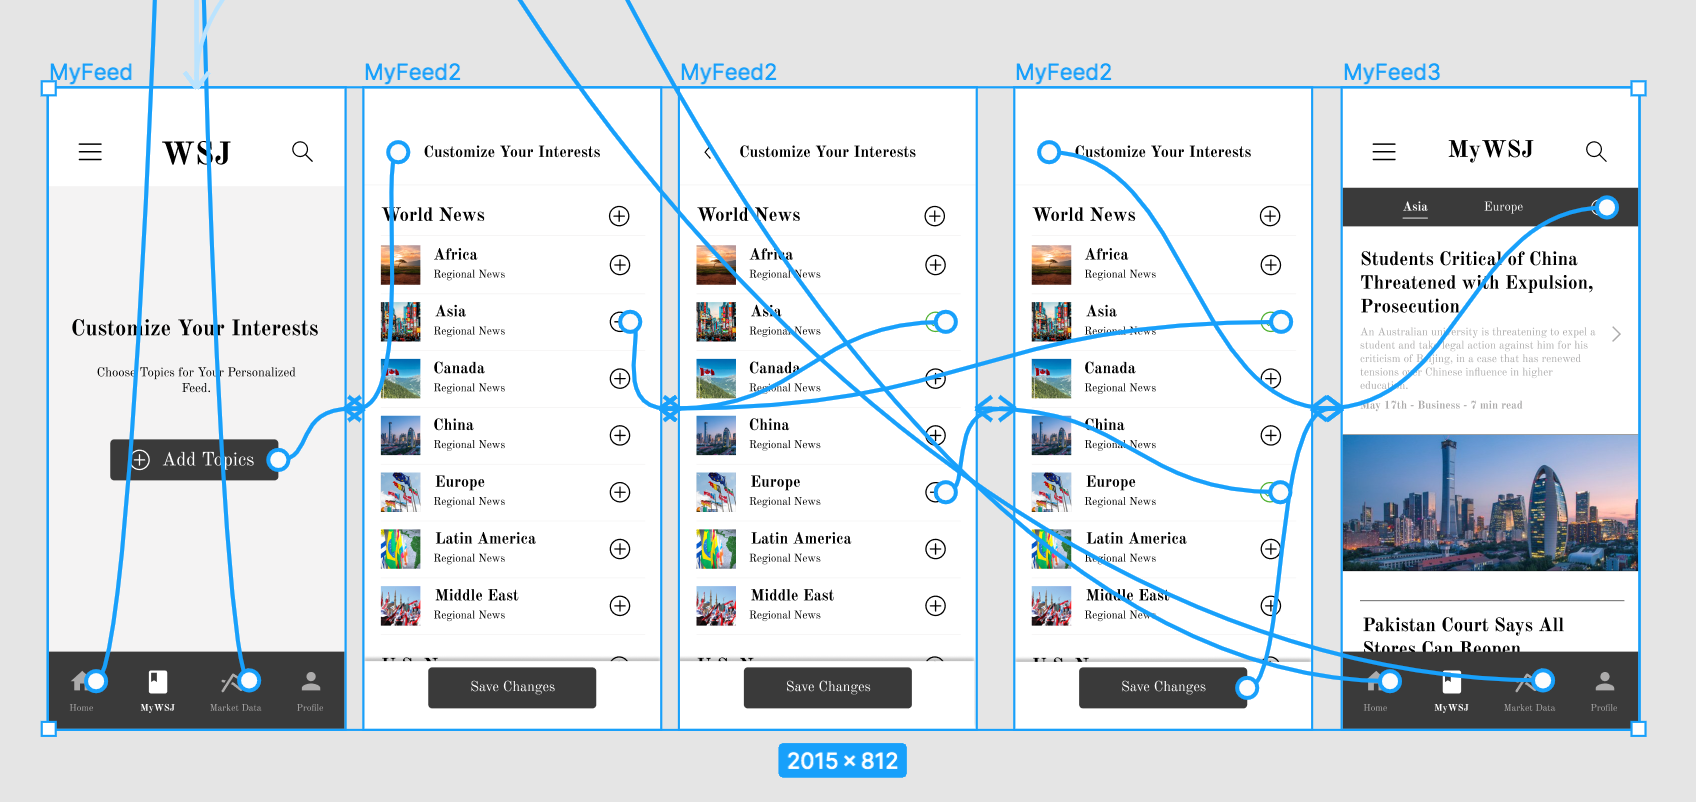 MyFeed
MyFeed2
MyFeed2
MyFeed2
MyFeed3
WSJ
Customize Your Interests
Choose Topics for Your Personalized
Feed.
Add Topics
Home
MyWSJ
Market Data
Profile
Customize Your Interests
World News
Africa
Regional News
Asia
Regional News
Canada
Regional News
China
Regional News
Europe
Regional News
Latin America
Regional News
Middle East
Regional News
Save Changes
Customize Your Interests
World News
Africa
Regional News
Asia
Regional News
Canada
Regional News
China
Regional News
Europe
Regional News
Latin America
Regional News
Middle East
Regional News
Save Changes
Customize Your Interests
World News
Africa
Regional News
Asia
Regional News
Canada
Regional News
China
Regional News
Europe
Regional News
Latin America
Regional News
Middle East
Regional News
Save Changes
MyWSJ
Asia Europe
Students Critical of China
Threatened with Expulsion,
Prosecution
An Australian university is threatening to expel a
student and take legal action against him for his
criticism of Beijing, in a case that has renewed
tensions over Chinese influence in higher
education.
May 17th - Business - 7 min read
Pakistan Court Says All
Stores Can Reopen
Home
MyWSJ
Market Data
Profile
2015 × 812